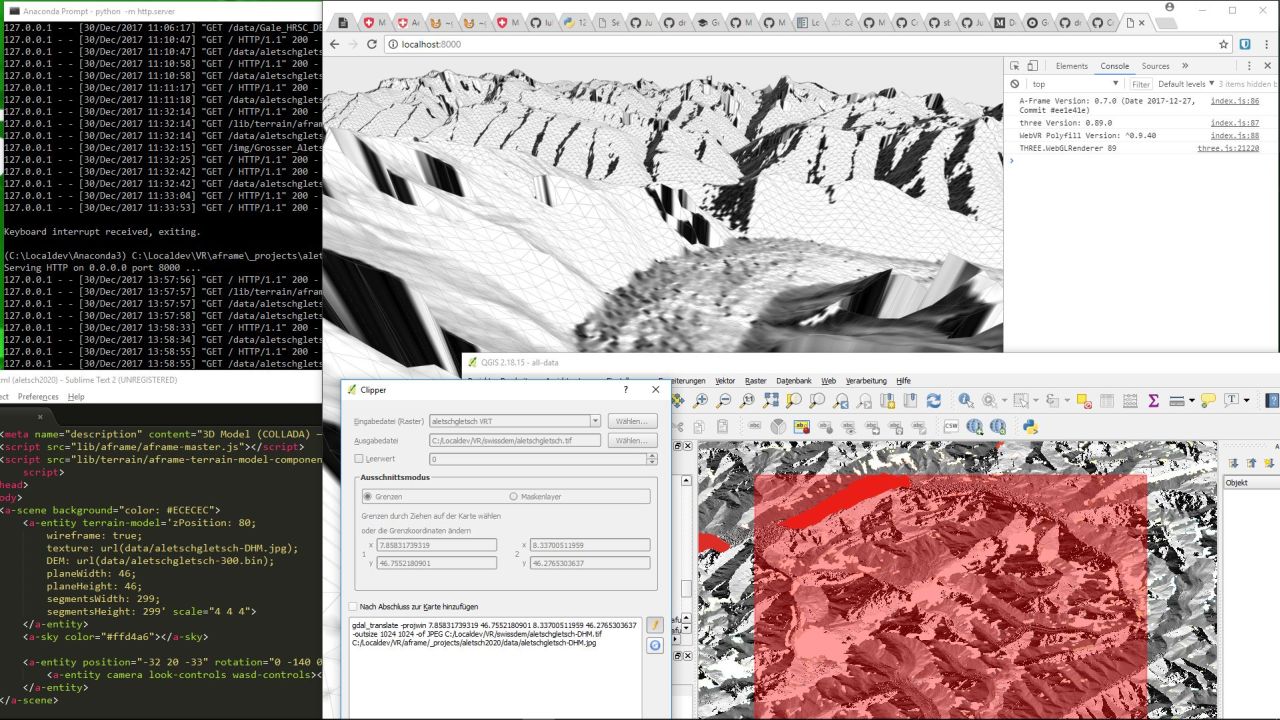 Anaconda Prompt - python -m http.server
127.0.0.1 - - [30/Dec/2017 11:06:17] "GET /data/Gale_HRSC_DE
127.0.0.1 - - [30/Dec/2017 11:10:47] "GET / HTTP/1.1" 200 -
127.0.0.1 - - [30/Dec/2017 11:10:47] "GET /data/aletschglets
127.0.0.1 - - [30/Dec/2017 11:10:58] "GET / HTTP/1.1" 200 -
127.0.0.1 - - [30/Dec/2017 11:10:58] "GET /data/aletschglets
127.0.0.1 - - [30/Dec/2017 11:11:17] "GET / HTTP/1.1" 200 -
127.0.0.1 - - [30/Dec/2017 11:11:18] "GET /data/aletschglets
127.0.0.1 - - [30/Dec/2017 11:32:14] "GET / HTTP/1.1" 200 -
127.0.0.1 - - [30/Dec/2017 11:32:14] "GET /lib/terrain/afram
127.0.0.1 - - [30/Dec/2017 11:32:14] "GET /data/aletschglets
127.0.0.1 - - [30/Dec/2017 11:32:15] "GET /img/Grosser_Alets
127.0.0.1 - - [30/Dec/2017 11:32:25] "GET / HTTP/1.1" 200 -
127.0.0.1 - - [30/Dec/2017 11:32:42] "GET / HTTP/1.1" 200 -
127.0.0.1 - - [30/Dec/2017 11:32:42] "GET /data/aletschglets
127.0.0.1 - - [30/Dec/2017 11:33:04] "GET / HTTP/1.1" 200 -
127.0.0.1 - - [30/Dec/2017 11:33:53] "GET / HTTP/1.1" 200 -
Keyboard interrupt received, exiting.
(C:\Localdev\Anaconda3) C:\Localdev\VR\aframe\_projects\alet
Serving HTTP on 0.0.0.0 port 8000 ...
127.0.0.1 - - [30/Dec/2017 13:57:56] "GET / HTTP/1.1" 200 -
127.0.0.1 - - [30/Dec/2017 13:57:57] "GET /lib/terrain/afram
127.0.0.1 - - [30/Dec/2017 13:57:57] "GET /data/aletschglets
127.0.0.1 - - [30/Dec/2017 13:57:58] "GET /data/aletschglets
127.0.0.1 - - [30/Dec/2017 13:58:33] "GET / HTTP/1.1" 200 -
127.0.0.1 - - [30/Dec/2017 13:58:34] "GET /data/aletschglets
127.0.0.1 - - [30/Dec/2017 13:58:55] "GET / HTTP/1.1" 200 -
127.0.0.1 - - [30/Dec/2017 13:58:55] "GET /data/aletschglets
localhost:8000
Elements Console Sources »
top Filter Default levels 3 items hidden b
A-Frame Version: 0.7.0 (Date 2017-12-27, index.js:86
Commit #ee1e41e)
three Version: 0.89.0 index.js:87
WebVR Polyfill Version: ^0.9.40 index.js:88
THREE.WebGLRenderer 89 three.js:21220
ml (aletsch2020) - Sublime Text 2 (UNREGISTERED)
ect Preferences Help
<meta name="description" content="3D Model (COLLADA) –
<script src="lib/aframe/aframe-master.js"></script>
<script src="lib/terrain/aframe-terrain-model-componen
script>
head>
ody>
<a-scene background="color: #ECECEC">
<a-entity terrain-model='zPosition: 80;
wireframe: true;
texture: url(data/aletschgletsch-DHM.jpg);
DEM: url(data/aletschgletsch-300.bin);
planeWidth: 46;
planeHeight: 46;
segmentsWidth: 299;
segmentsHeight: 299' scale="4 4 4">
</a-entity>
<a-sky color="#ffd4a6"></a-sky>
<a-entity position="-32 20 -33" rotation="0 -140 0
<a-entity camera look-controls wasd-controls><
</a-entity>
</a-scene>
QGIS 2.18.15 - all-data
Erweiterungen Vektor Raster Datenbank Web Verarbeitung Hilfe
CSW
Objekt
Clipper
Eingabedatei (Raster) aletschgletsch VRT Wählen...
Ausgabedatei C:/Localdev/VR/swissdem/aletschgletsch.tif Wählen...
Leerwert 0
Ausschnittsmodus
Grenzen Maskenlayer
Grenzen durch Ziehen auf der Karte wählen
oder die Grenzkoordinaten ändern
x 7.85831739319 x 8.33700511959
1 2
y 46.7552180901 y 46.2765303637
Nach Abschluss zur Karte hinzufügen
gdal_translate -projwin 7.85831739319 46.7552180901 8.33700511959 46.2765303637
-outsize 1024 1024 -of JPEG C:/Localdev/VR/swissdem/aletschgletsch-DHM.tif
C:/Localdev/VR/aframe/_projects/aletsch2020/data/aletschgletsch-DHM.jpg